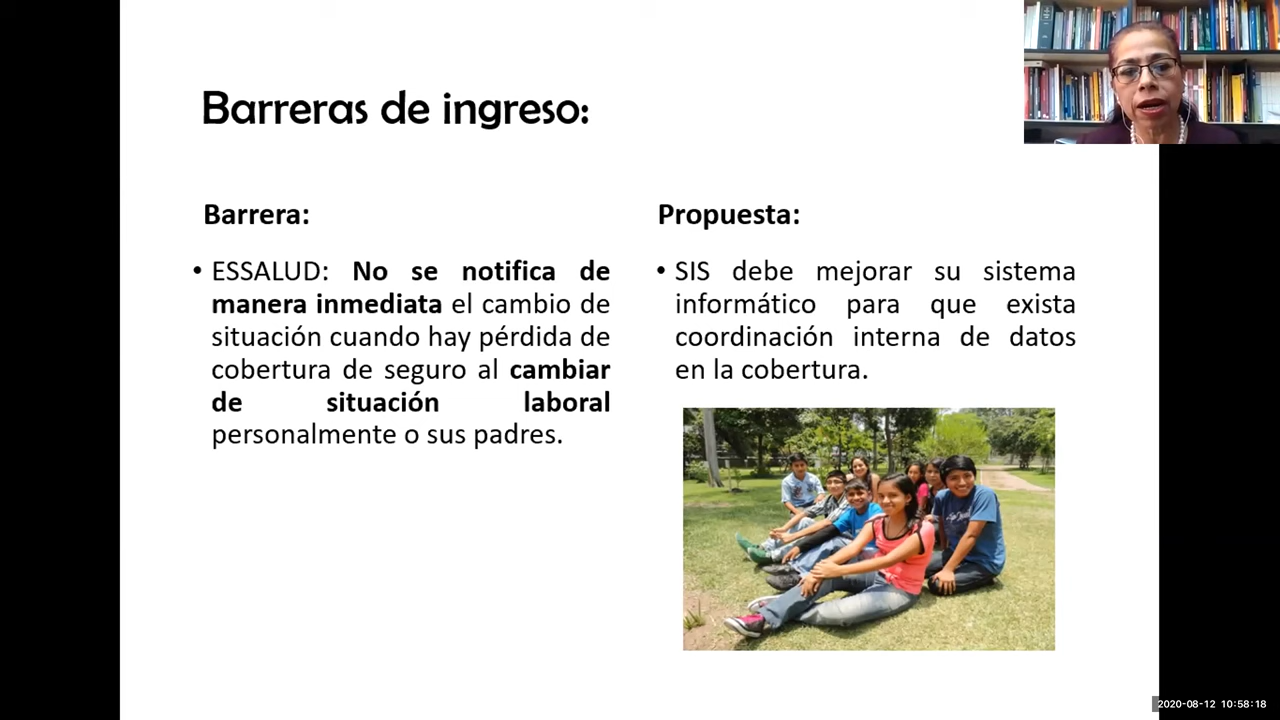 Barreras de ingreso:
Barrera:
• ESSALUD: No se notifica de
manera inmediata el cambio de
situación cuando hay pérdida de
cobertura de seguro al cambiar
de situación laboral
personalmente o sus padres.
Propuesta:
• SIS debe mejorar su sistema
informático para que exista
coordinación interna de datos
en la cobertura.
2020-08-12 10:58:18